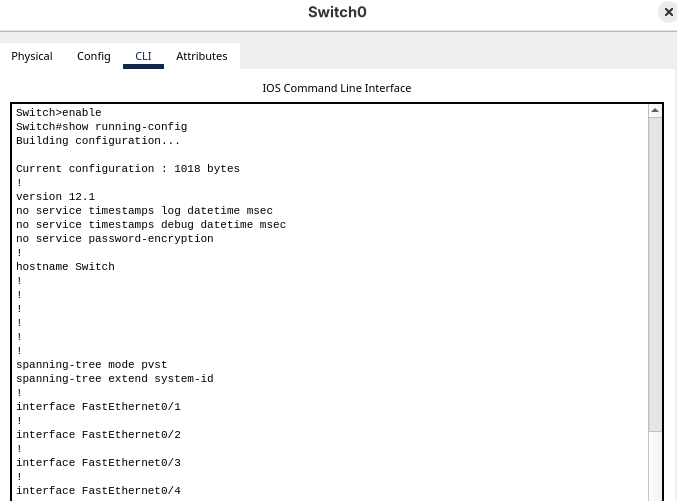 Switch0
Physical Config CLI Attributes
IOS Command Line Interface
Switch>enable
Switch#show running-config
Building configuration...
Current configuration : 1018 bytes
!
version 12.1
no service timestamps log datetime msec
no service timestamps debug datetime msec
no service password-encryption
!
hostname Switch
!
!
!
!
!
!
spanning-tree mode pvst
spanning-tree extend system-id
!
interface FastEthernet0/1
!
interface FastEthernet0/2
!
interface FastEthernet0/3
!
interface FastEthernet0/4